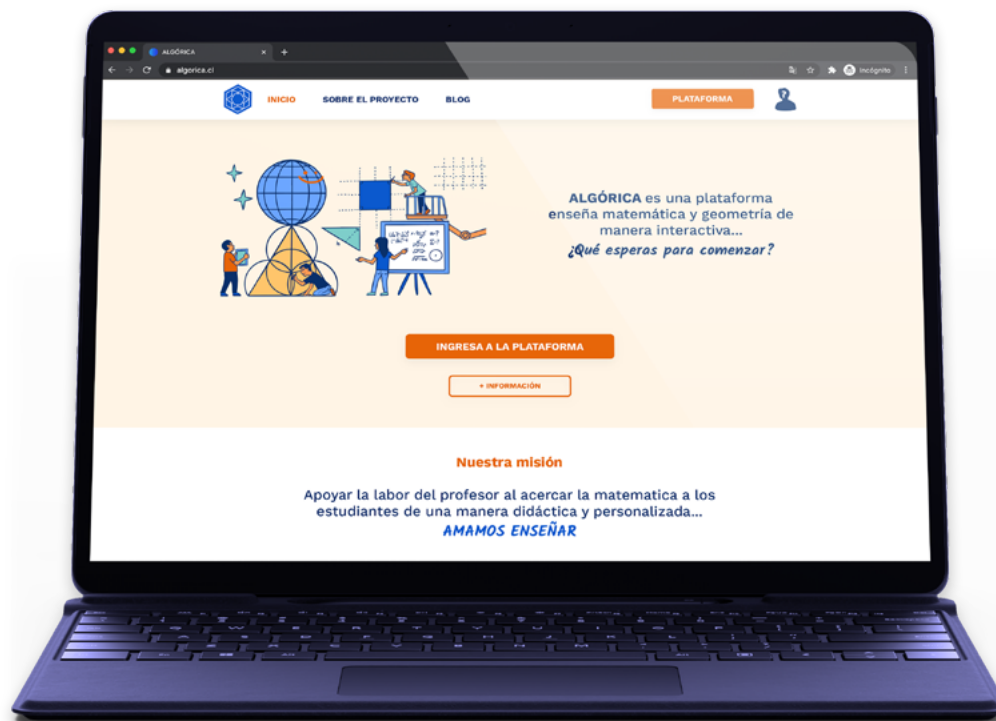 ALGÓRICA
algorica.cl
Incógnito
INICIO
SOBRE EL PROYECTO
BLOG
PLATAFORMA
ALGÓRICA es una plataforma
enseña matemática y geometría de
manera interactiva...
¿Qué esperas para comenzar?
INGRESA A LA PLATAFORMA
+ INFORMACIÓN
Nuestra misión
Apoyar la labor del profesor al acercar la matematica a los
estudiantes de una manera didáctica y personalizada...
AMAMOS ENSEÑAR